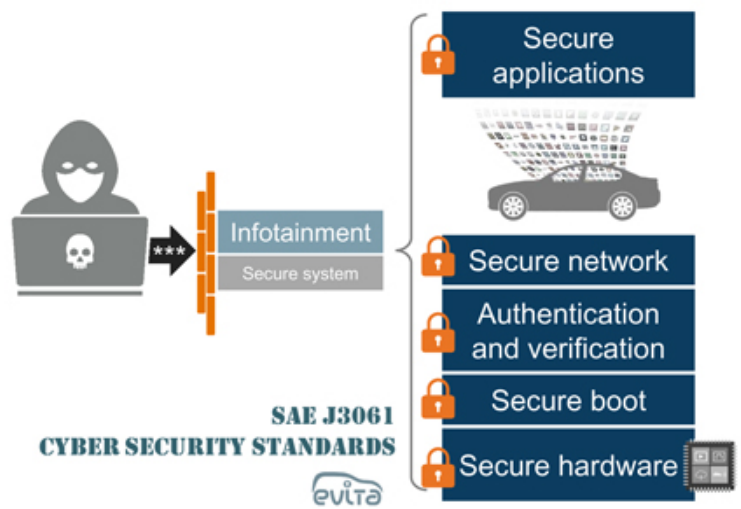 Secure
applications
***
Infotainment
Secure system
Secure network
Authentication
and verification
Secure boot
Secure hardware
SAE J3061
CYBER SECURITY STANDARDS
evita